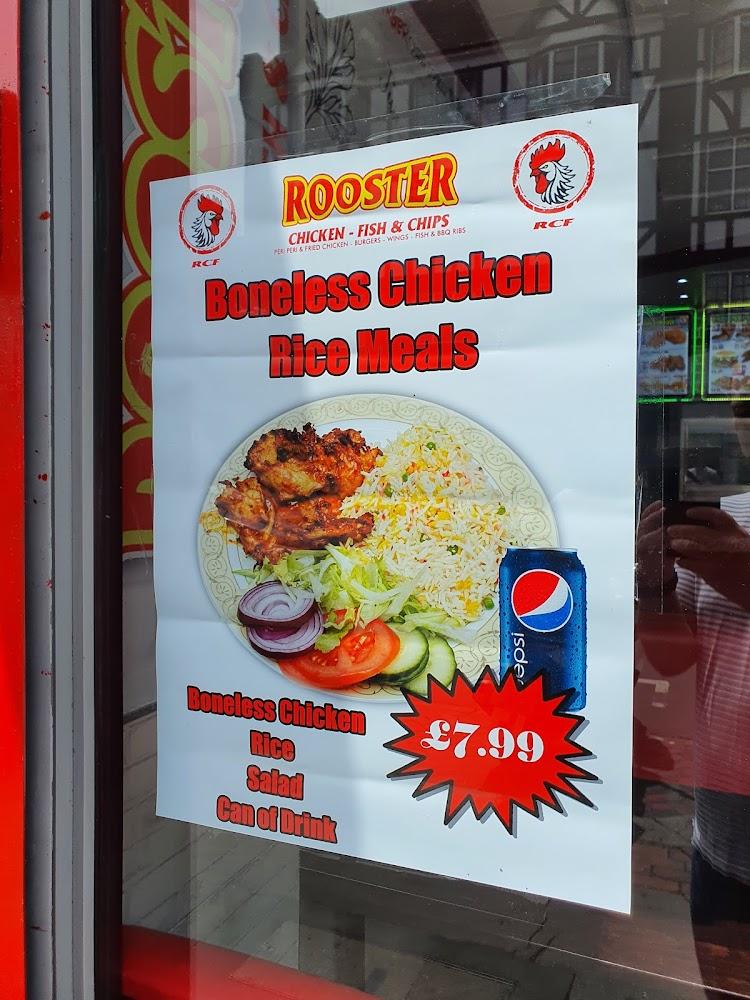 ROOSTER
CHICKEN - FISH & CHIPS
PERI PERI & FRIED CHICKEN - BURGERS - WINGS - FISH & BBQ RIBS
RCF
RCF
Boneless Chicken
Rice Meals
pepsi
£7.99
Boneless Chicken
Rice
Salad
Can of Drink